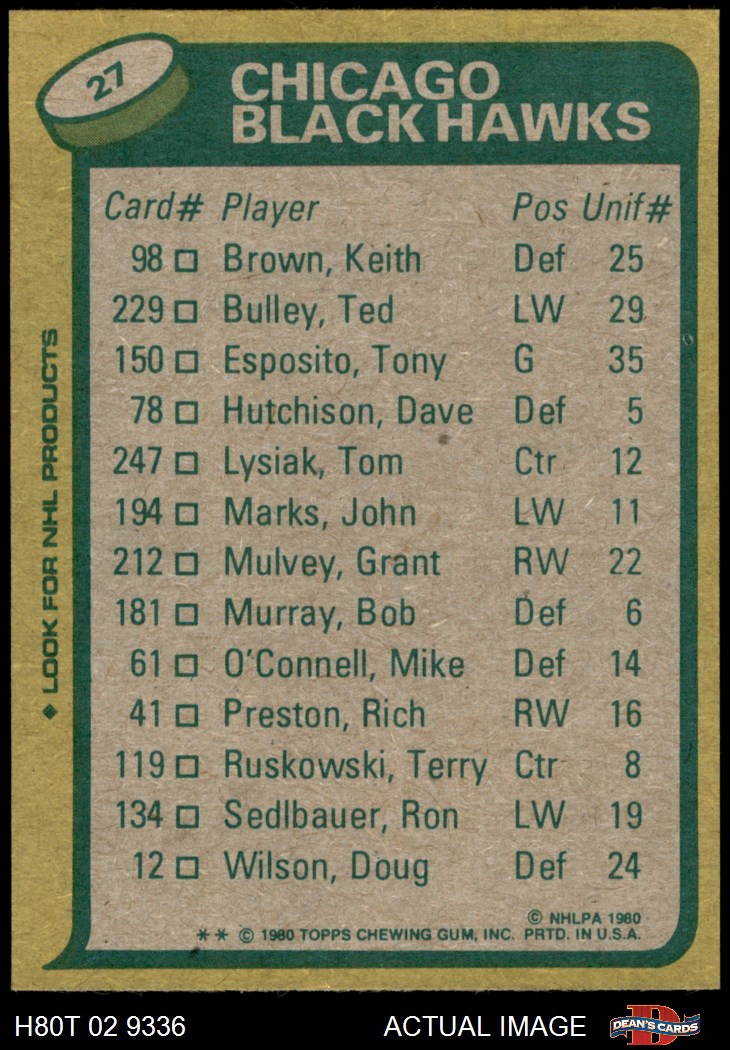 27
CHICAGO
BLACK HAWKS
Card# Player Pos Unif#
98 □ Brown, Keith Def 25
229 □ Bulley, Ted LW 29
150 □ Esposito, Tony G 35
78 □ Hutchison, Dave Def 5
247 □ Lysiak, Tom Ctr 12
194 □ Marks, John LW 11
212 □ Mulvey, Grant RW 22
181 □ Murray, Bob Def 6
61 □ O'Connell, Mike Def 14
41 □ Preston, Rich RW 16
119 □ Ruskowski, Terry Ctr 8
134 □ Sedlbauer, Ron LW 19
12 □ Wilson, Doug Def 24
© NHLPA 1980
** © 1980 TOPPS CHEWING GUM, INC. PRTD. IN U.S.A.
◆ LOOK FOR NHL PRODUCTS
H80T 02 9336 ACTUAL IMAGE D DEAN'S CARDS